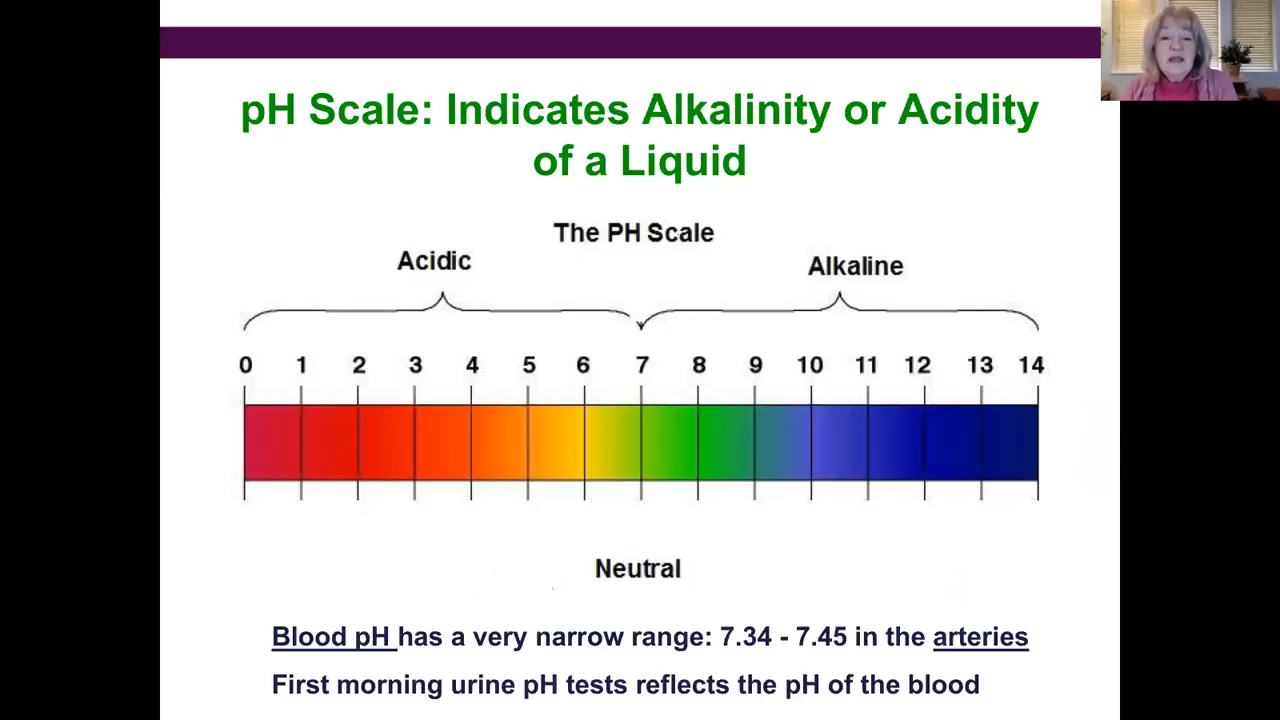 pH Scale: Indicates Alkalinity or Acidity
of a Liquid
The PH Scale
Acidic
Alkaline
0 1 2 3 4 5 6 7 8 9 10 11 12 13 14
Neutral
Blood pH has a very narrow range: 7.34 - 7.45 in the arteries
First morning urine pH tests reflects the pH of the blood